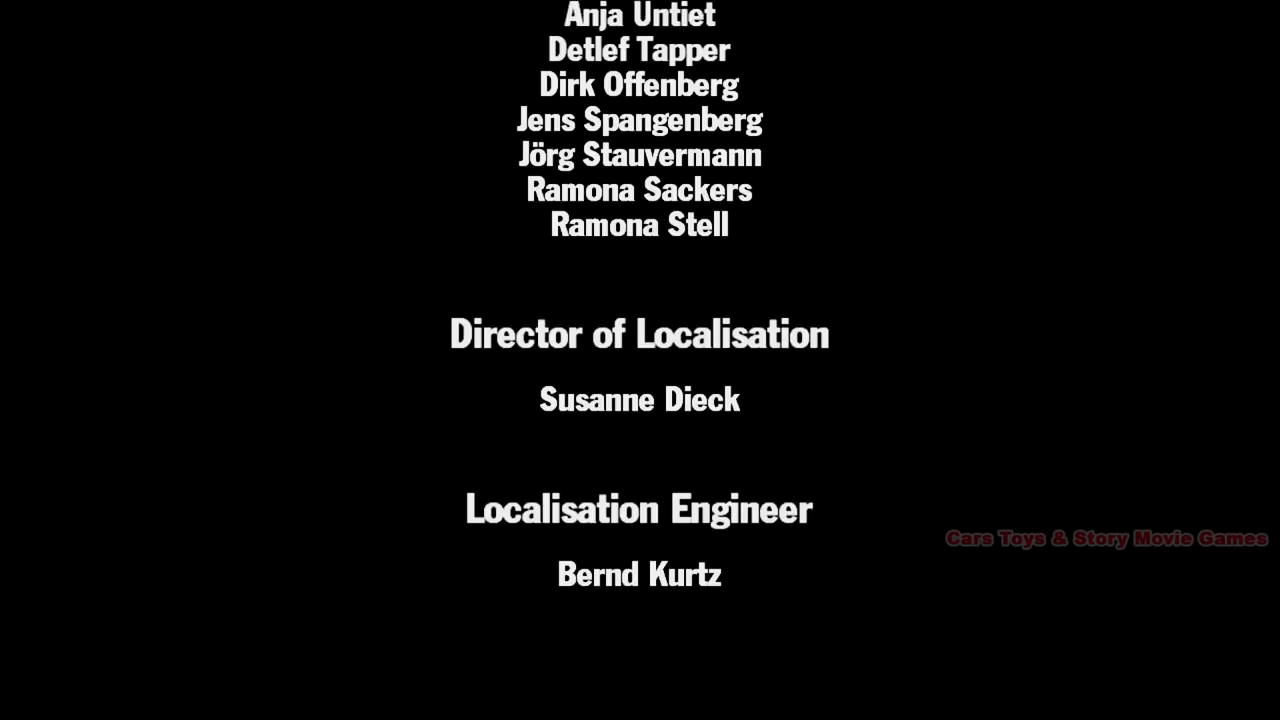 Anja Untiet
Detlef Tapper
Dirk Offenberg
Jens Spangenberg
Jörg Stauvermann
Ramona Sackers
Ramona Stell
Director of Localisation
Susanne Dieck
Localisation Engineer
Cars Toys & Story Movie Games
Bernd Kurtz